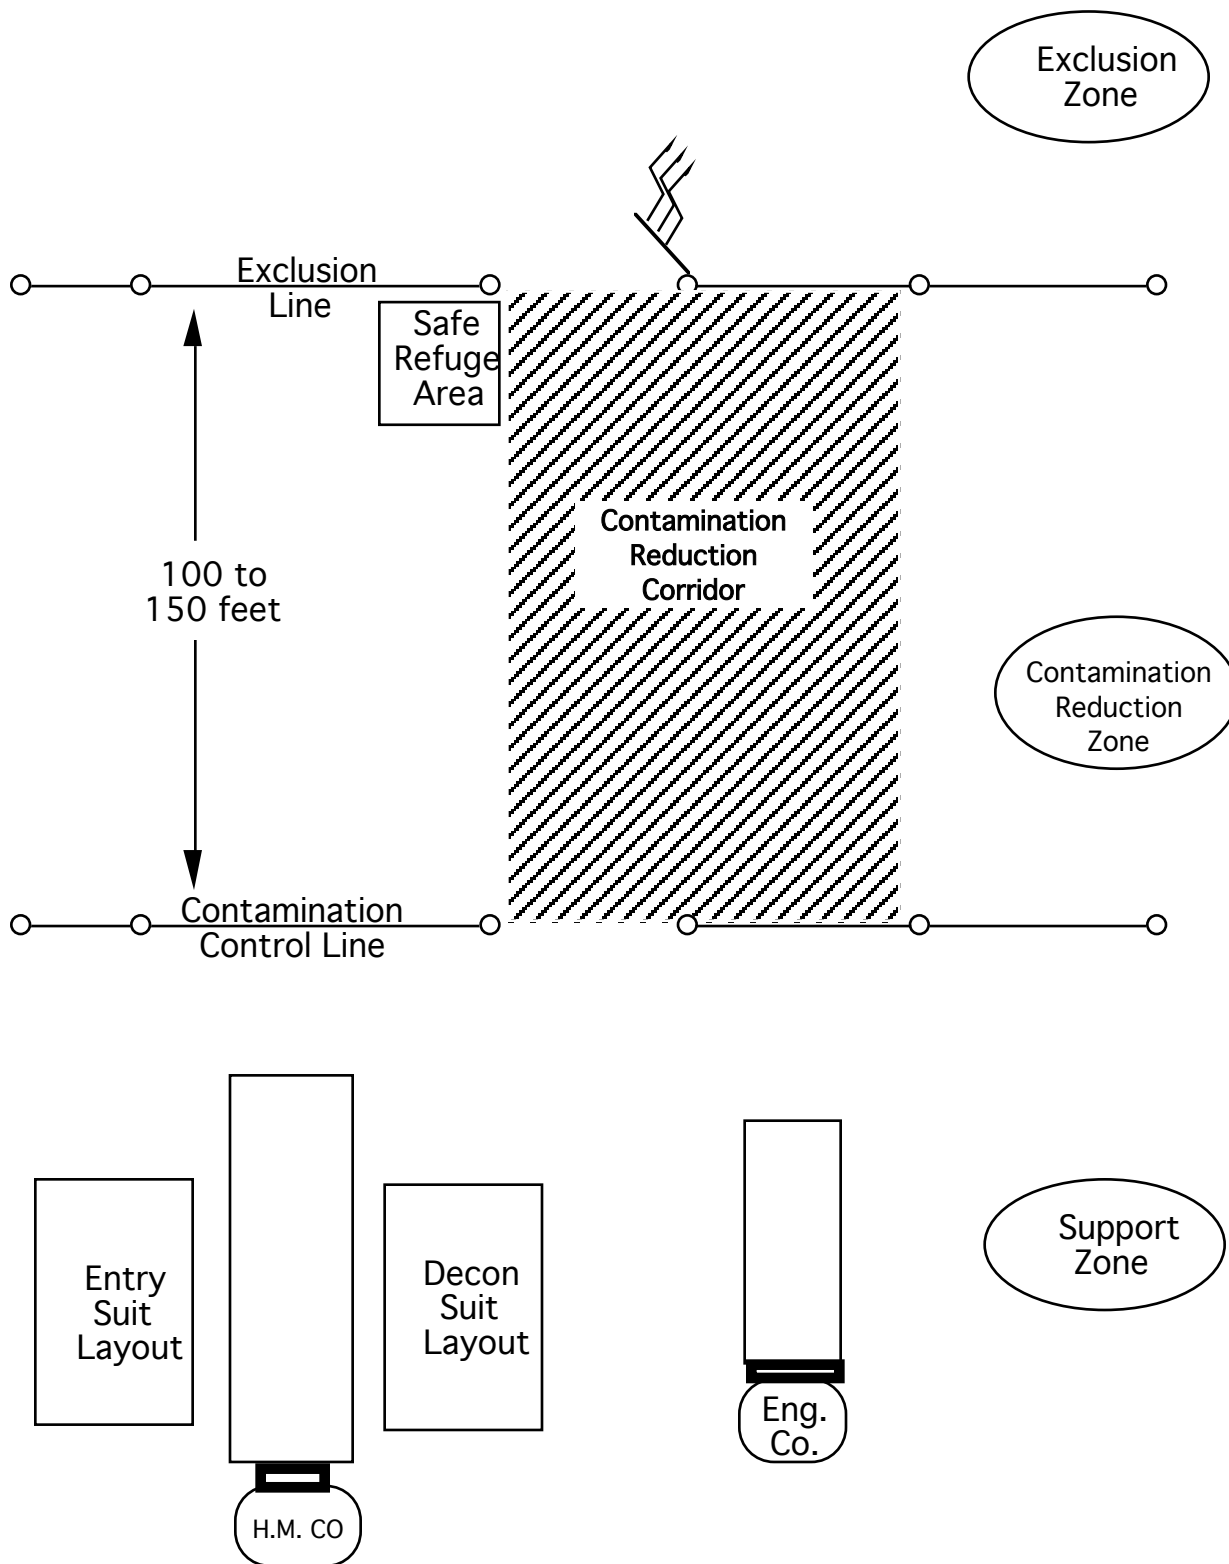 Exclusion
Zone
Exclusion
Line
Safe
Refuge
Area
Contamination
Reduction
Corridor
100 to
150 feet
Contamination
Reduction
Zone
Contamination
Control Line
Entry
Suit
Layout
Decon
Suit
Layout
Support
Zone
Eng.
Co.
H.M. CO